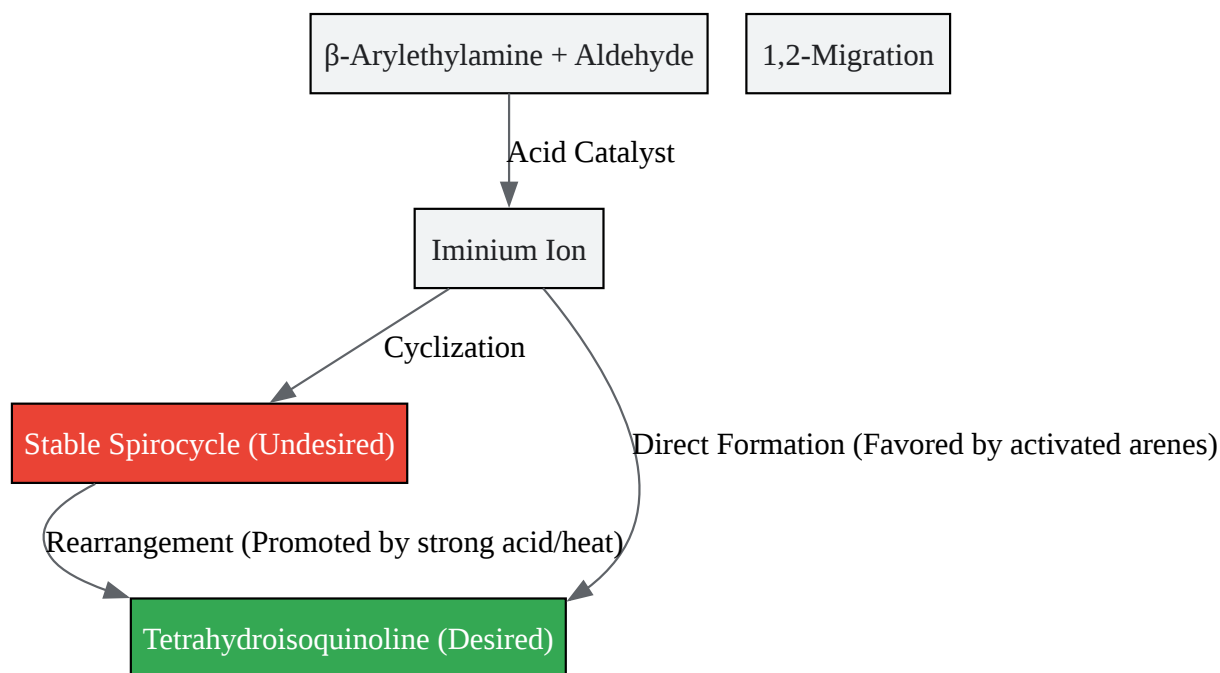 β-Arylethylamine + Aldehyde
1,2-Migration
Acid Catalyst
Iminium Ion
Cyclization
Stable Spirocycle (Undesired)
Direct Formation (Favored by activated arenes)
Rearrangement (Promoted by strong acid/heat)
Tetrahydroisoquinoline (Desired)